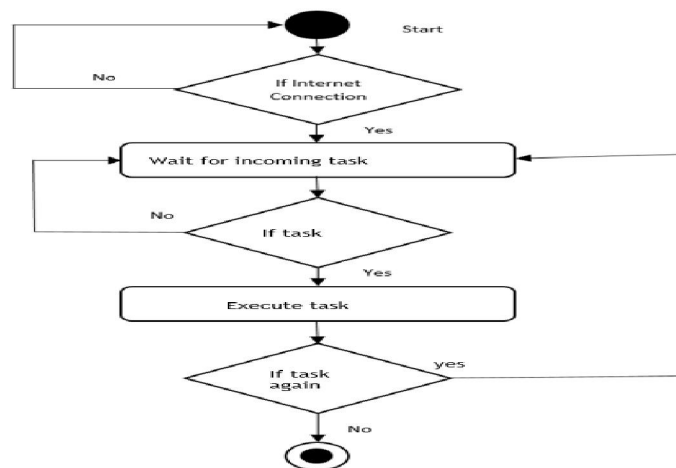 Start
If Internet
Connection
No
Yes
Wait for incoming task
No
If task
Yes
Execute task
If task
again
yes
No